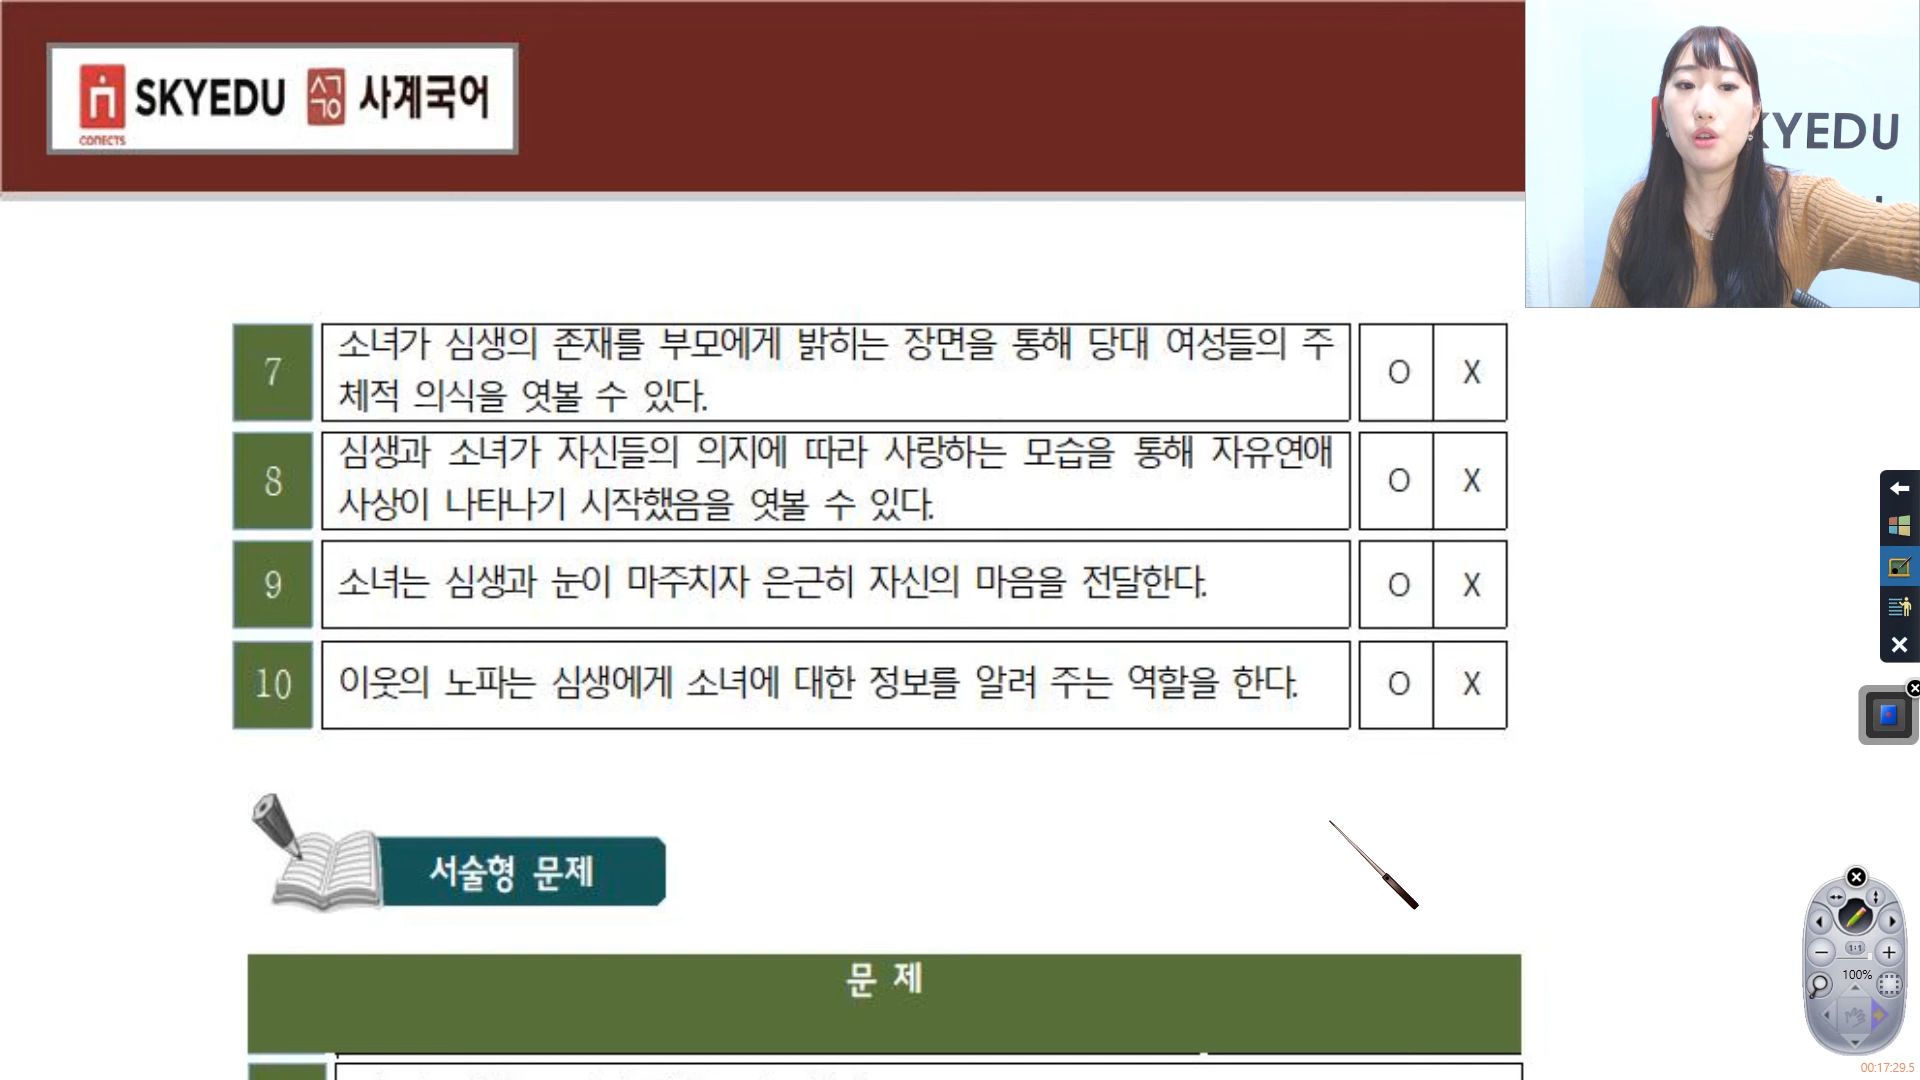 SKYEDU 사계국어
CONECTS
KYEDU
7 소녀가 심생의 존재를 부모에게 밝히는 장면을 통해 당대 여성들의 주 O X
체적 의식을 엿볼 수 있다.
8 심생과 소녀가 자신들의 의지에 따라 사랑하는 모습을 통해 자유연애 O X
사상이 나타나기 시작했음을 엿볼 수 있다.
9 소녀는 심생과 눈이 마주치자 은근히 자신의 마음을 전달한다. O X
10 이웃의 노파는 심생에게 소녀에 대한 정보를 알려 주는 역할을 한다. O X
서술형 문제
문 제
1:1
100%
00:17:29.5